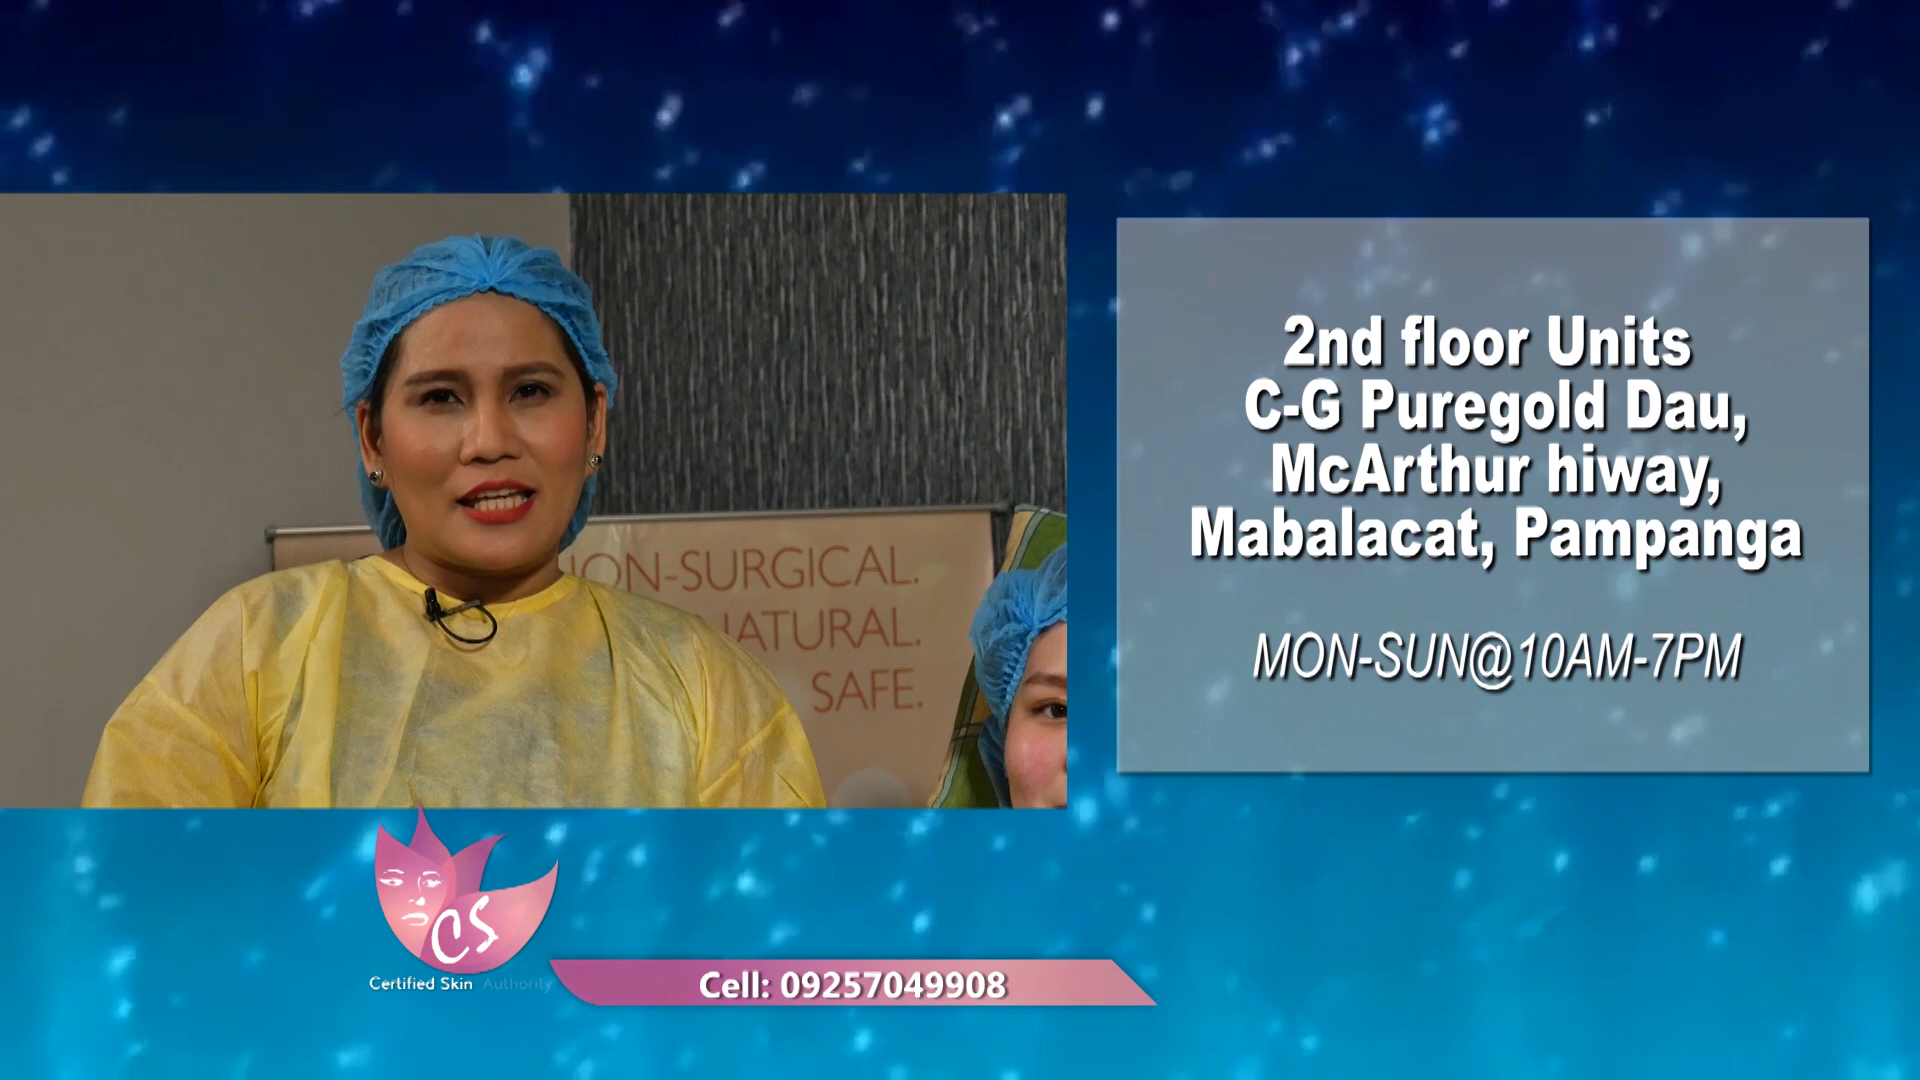 2nd floor Units
C-G Puregold Dau,
McArthur hiway,
Mabalacat, Pampanga
MON-SUN@10AM-7PM
NON-SURGICAL.
NATURAL.
SAFE.
CS
Certified Skin Authority
Cell: 09257049908